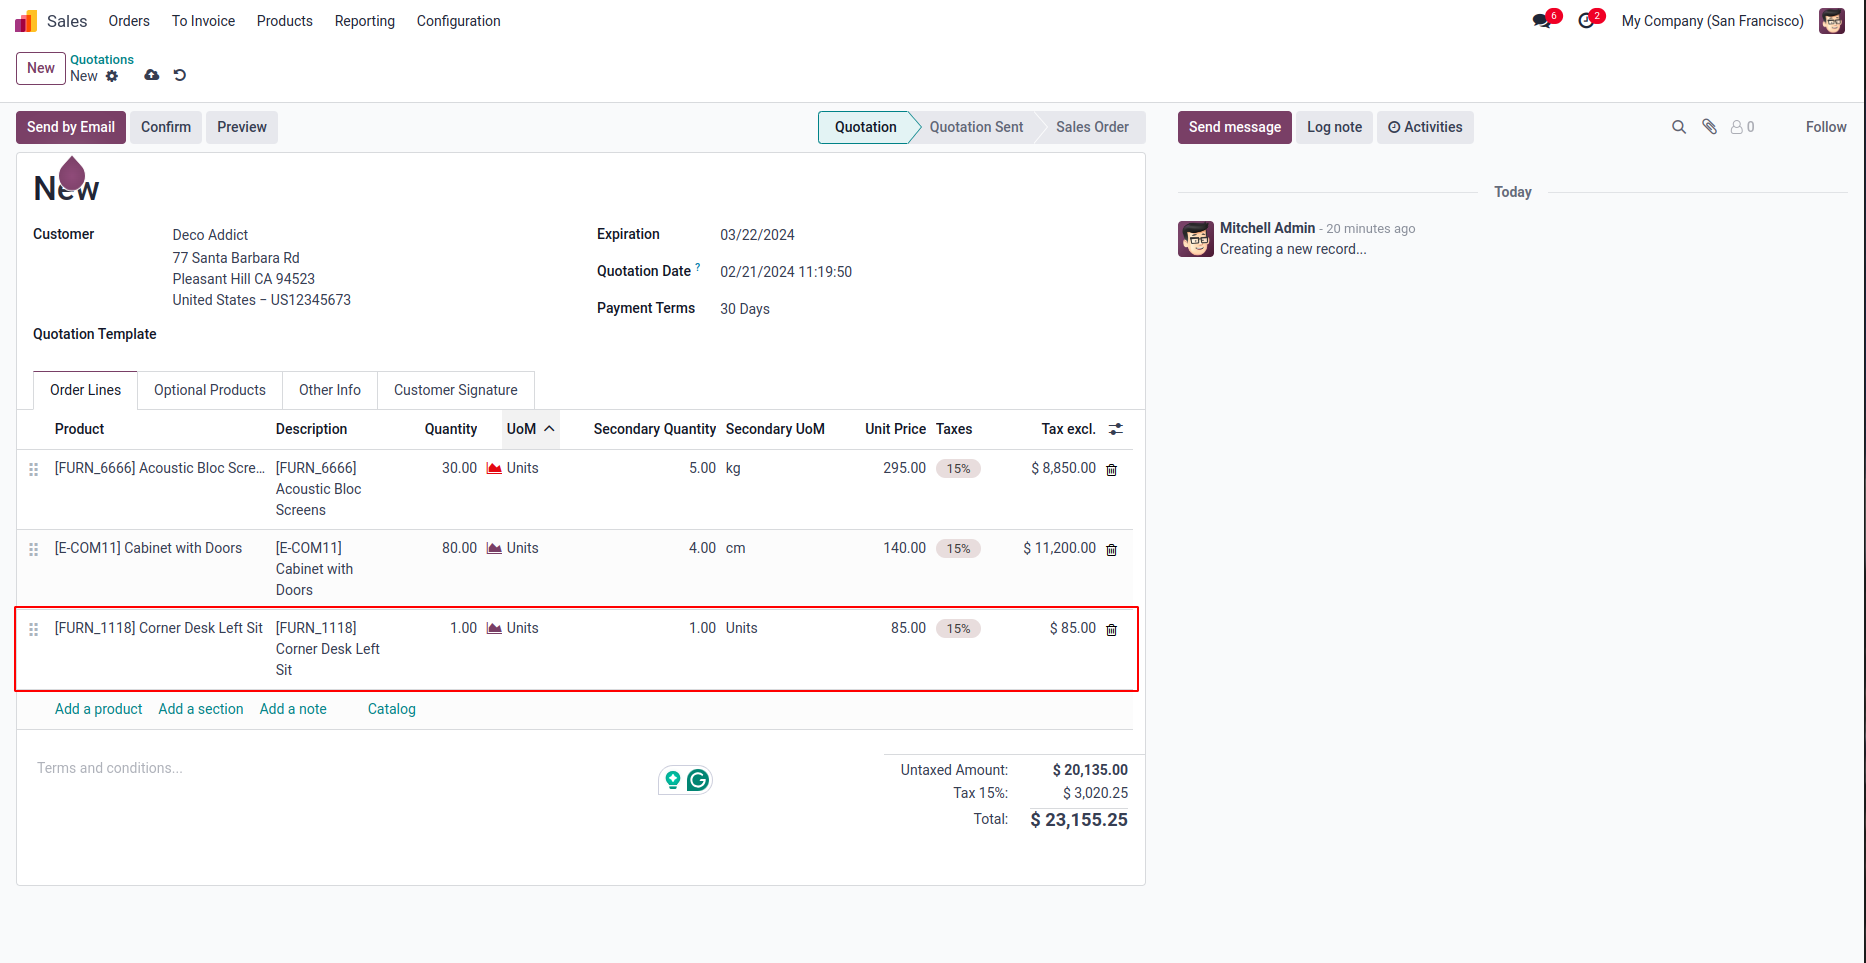 Sales Orders To Invoice Products Reporting Configuration 6 2 My Company (San Francisco)
New Quotations
New
Send by Email Confirm Preview Quotation Quotation Sent Sales Order Send message Log note Activities 0 Follow
New
Today
Customer Deco Addict
77 Santa Barbara Rd
Pleasant Hill CA 94523
United States – US12345673
Expiration 03/22/2024
Quotation Date ? 02/21/2024 11:19:50
Payment Terms 30 Days
Mitchell Admin - 20 minutes ago
Creating a new record...
Quotation Template
Order Lines Optional Products Other Info Customer Signature
Product Description Quantity UoM Secondary Quantity Secondary UoM Unit Price Taxes Tax excl.
[FURN_6666] Acoustic Bloc Scre... [FURN_6666] 30.00 Units 5.00 kg 295.00 15% $ 8,850.00
Acoustic Bloc
Screens
[E-COM11] Cabinet with Doors [E-COM11] 80.00 Units 4.00 cm 140.00 15% $ 11,200.00
Cabinet with
Doors
[FURN_1118] Corner Desk Left Sit [FURN_1118] 1.00 Units 1.00 Units 85.00 15% $ 85.00
Corner Desk Left
Sit
Add a product Add a section Add a note Catalog
Terms and conditions...
Untaxed Amount: $ 20,135.00
Tax 15%: $ 3,020.25
Total: $ 23,155.25